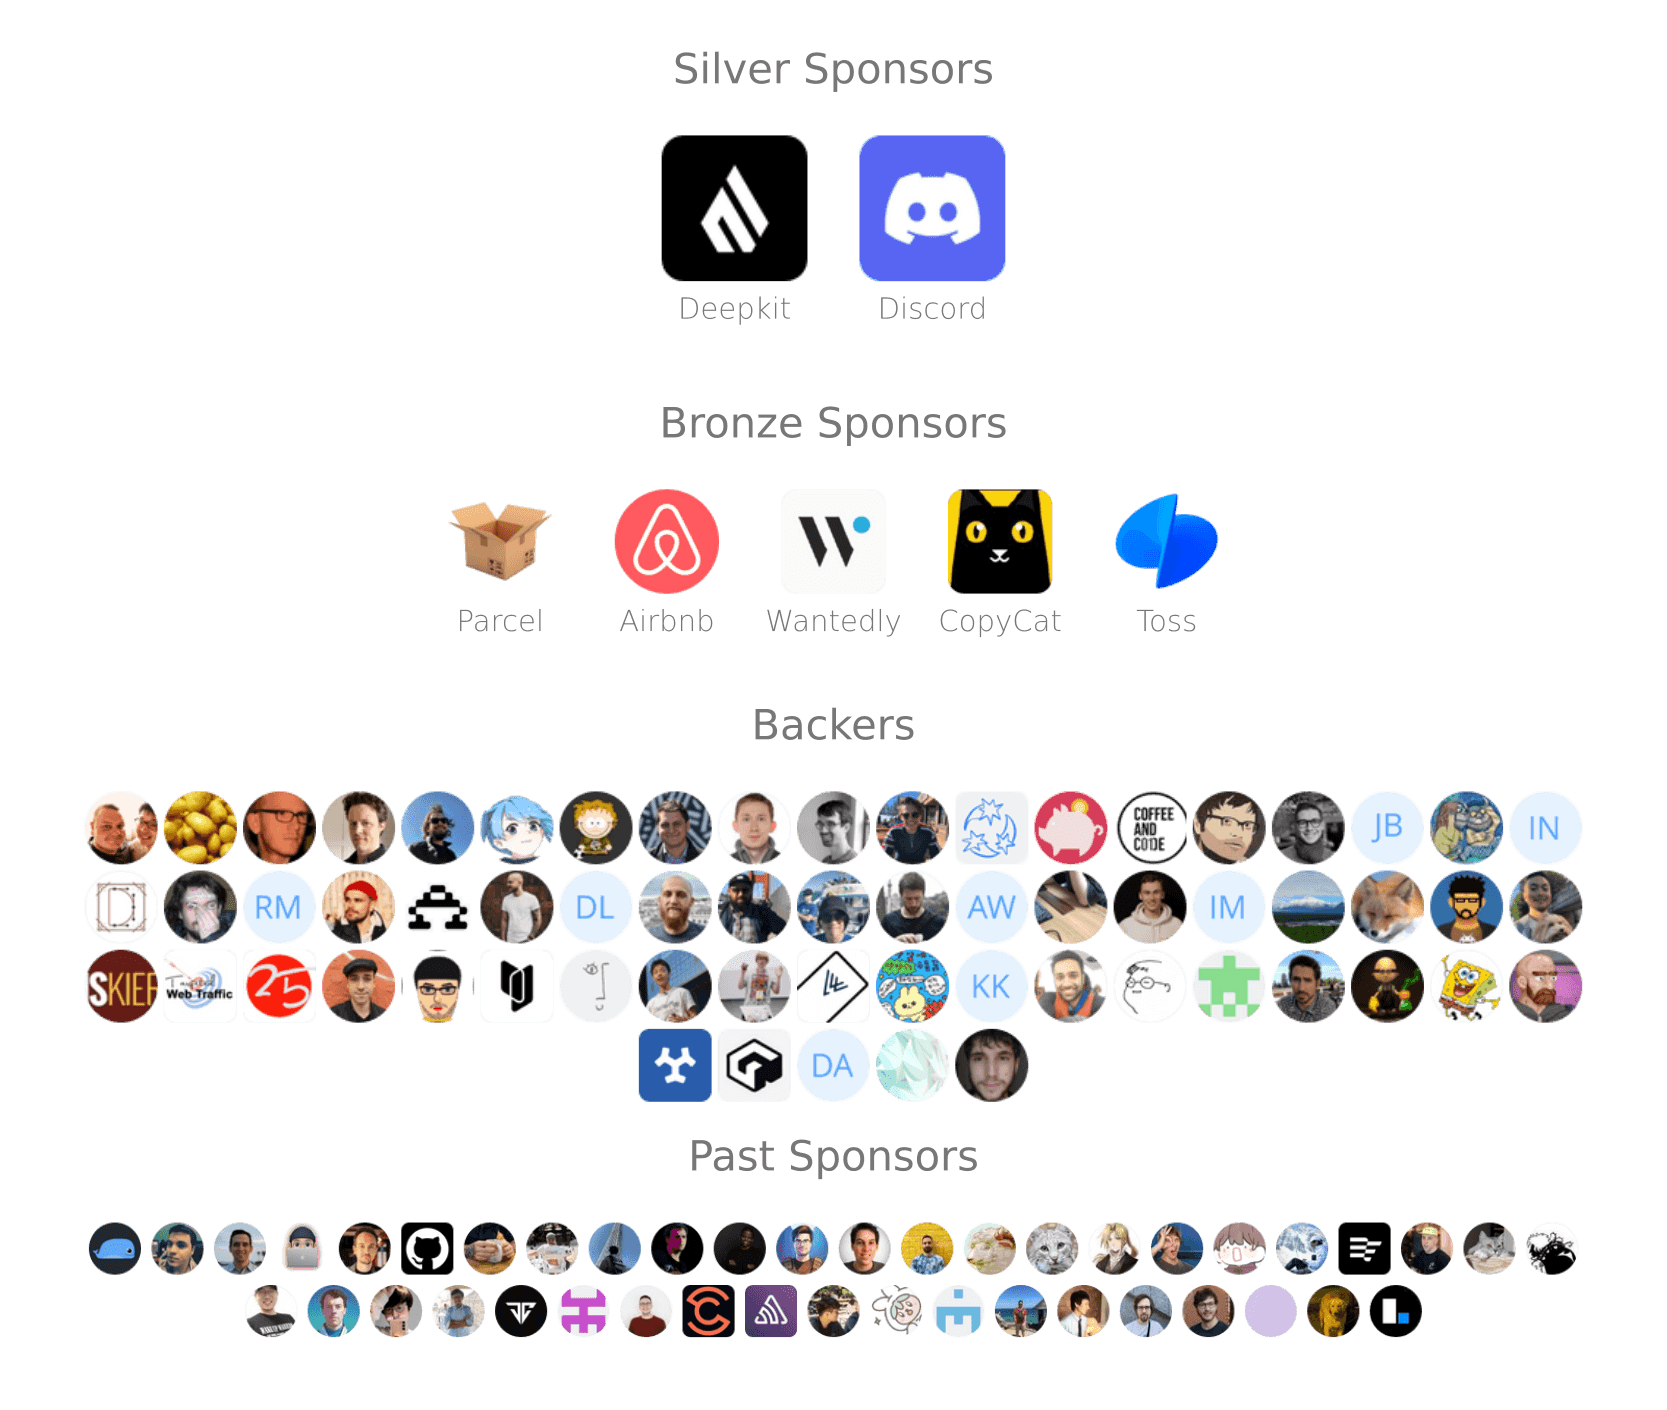 Silver Sponsors
Deepkit Discord
Bronze Sponsors
Parcel Airbnb Wantedly CopyCat Toss
Backers
COFFEE
AND
CODE
JB
IN
RM
DL
AW
IM
SKIEF
Web Traffic
25
KK
DA
Past Sponsors